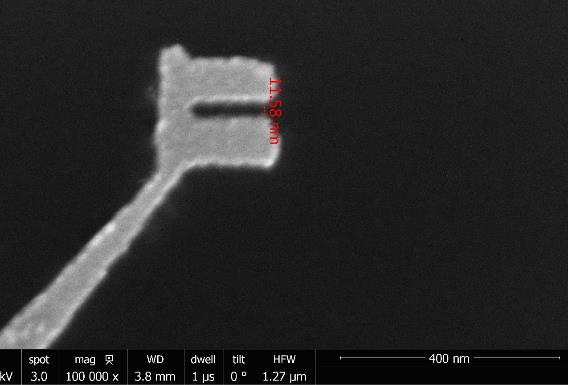 11.58 nm
spot mag WD dwell tilt HFW 400 nm
kV 3.0 100 000 x 3.8 mm 1 µs 0 ° 1.27 µm